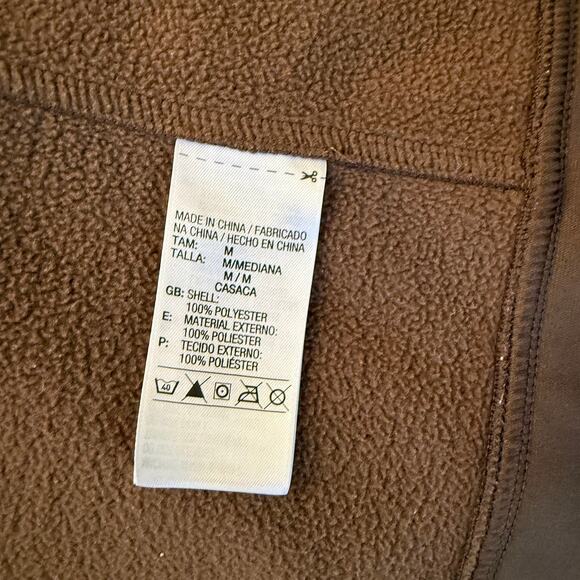 MADE IN CHINA / FABRICADO
NA CHINA / HECHO EN CHINA
TAM: M
TALLA: M/MEDIANA
M / M
CASACA
GB: SHELL:
100% POLYESTER
E: MATERIAL EXTERNO:
100% POLIESTER
P: TECIDO EXTERNO:
100% POLIÉSTER
40